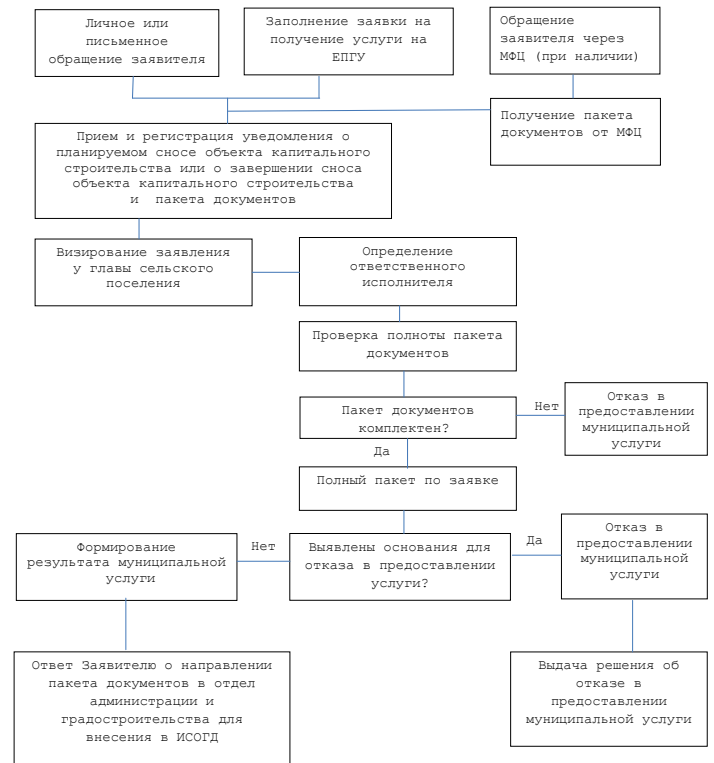 Личное или
письменное
обращение заявителя
Заполнение заявки на
получение услуги на
ЕПГУ
Обращение
заявителя через
МФЦ (при наличии)
Получение пакета
документов от МФЦ
Прием и регистрация уведомления о
планируемом сносе объекта капитального
строительства или о завершении сноса
объекта капитального строительства
и пакета документов
Визирование заявления
у главы сельского
поселения
Определение
ответственного
исполнителя
Проверка полноты пакета
документов
Пакет документов
комплектен?
Нет
Отказ в
предоставлении
муниципальной
услуги
Да
Полный пакет по заявке
Формирование
результата муниципальной
услуги
Нет
Выявлены основания для
отказа в предоставлении
услуги?
Да
Отказ в
предоставлении
муниципальной
услуги
Ответ Заявителю о направлении
пакета документов в отдел
администрации и
градостроительства для
внесения в ИСОГД
Выдача решения об
отказе в
предоставлении
муниципальной услуги